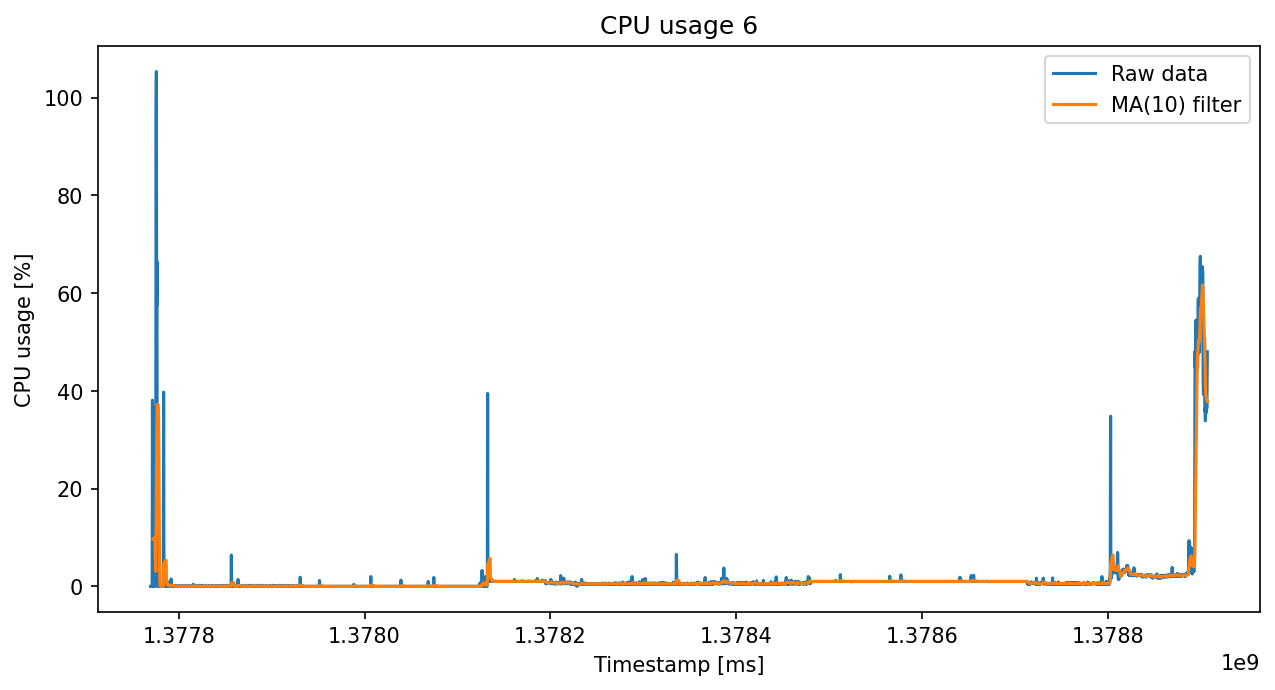 CPU usage 6
Raw data
MA(10) filter
CPU usage [%]
100
80
60
40
20
0
1.3778 1.3780 1.3782 1.3784 1.3786 1.3788
1e9
Timestamp [ms]